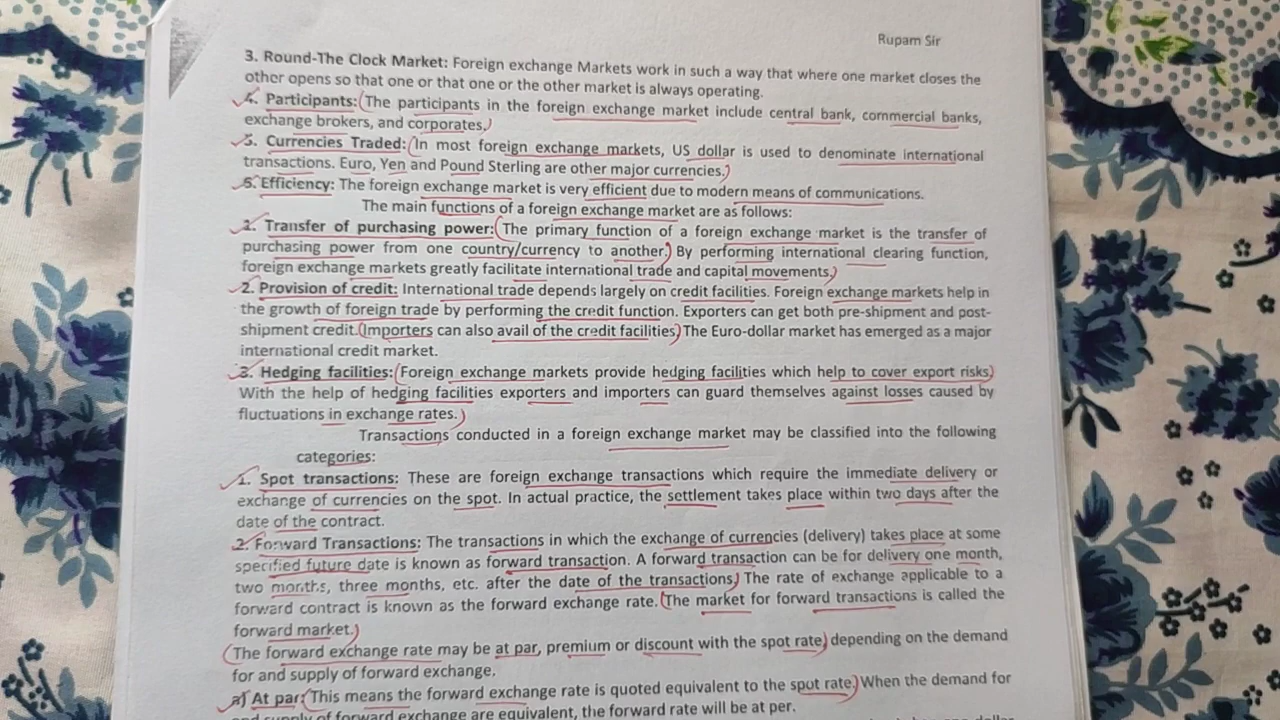 Rupam Sir
3. Round-The Clock Market: Foreign exchange Markets work in such a way that where one market closes the
other opens so that one or that one or the other market is always operating.
4. Participants: (The participants in the foreign exchange market include central bank, commercial banks,
exchange brokers, and corporates.)
5. Currencies Traded: (In most foreign exchange markets, US dollar is used to denominate international
transactions. Euro, Yen and Pound Sterling are other major currencies.)
6. Efficiency: The foreign exchange market is very efficient due to modern means of communications.
The main functions of a foreign exchange market are as follows:
1. Transfer of purchasing power: (The primary function of a foreign exchange market is the transfer of
purchasing power from one country/currency to another.) By performing international clearing function,
foreign exchange markets greatly facilitate international trade and capital movements.)
2. Provision of credit: International trade depends largely on credit facilities. Foreign exchange markets help in
the growth of foreign trade by performing the credit function. Exporters can get both pre-shipment and post-
shipment credit. (Importers can also avail of the credit facilities.) The Euro-dollar market has emerged as a major
international credit market.
3. Hedging facilities: (Foreign exchange markets provide hedging facilities which help to cover export risks)
With the help of hedging facilities exporters and importers can guard themselves against losses caused by
fluctuations in exchange rates.)
Transactions conducted in a foreign exchange market may be classified into the following
categories:
1. Spot transactions: These are foreign exchange transactions which require the immediate delivery or
exchange of currencies on the spot. In actual practice, the settlement takes place within two days after the
date of the contract.
2. Forward Transactions: The transactions in which the exchange of currencies (delivery) takes place at some
specified future date is known as forward transaction. A forward transaction can be for delivery one month,
two months, three months, etc. after the date of the transactions) The rate of exchange applicable to a
forward contract is known as the forward exchange rate. (The market for forward transactions is called the
forward market.)
(The forward exchange rate may be at par, premium or discount with the spot rate) depending on the demand
for and supply of forward exchange.
a) At par: (This means the forward exchange rate is quoted equivalent to the spot rate.) When the demand for
and supply of forward exchange are equivalent, the forward rate will be at per.